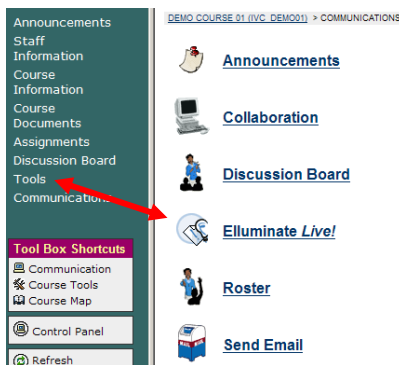 Announcements
Staff
Information
Course
Information
Course
Documents
Assignments
Discussion Board
Tools
Communications
Tool Box Shortcuts
Communication
Course Tools
Course Map
Control Panel
Refresh
DEMO COURSE 01 (IVC_DEMO01) > COMMUNICATIONS
Announcements
Collaboration
Discussion Board
Elluminate Live!
Roster
Send Email